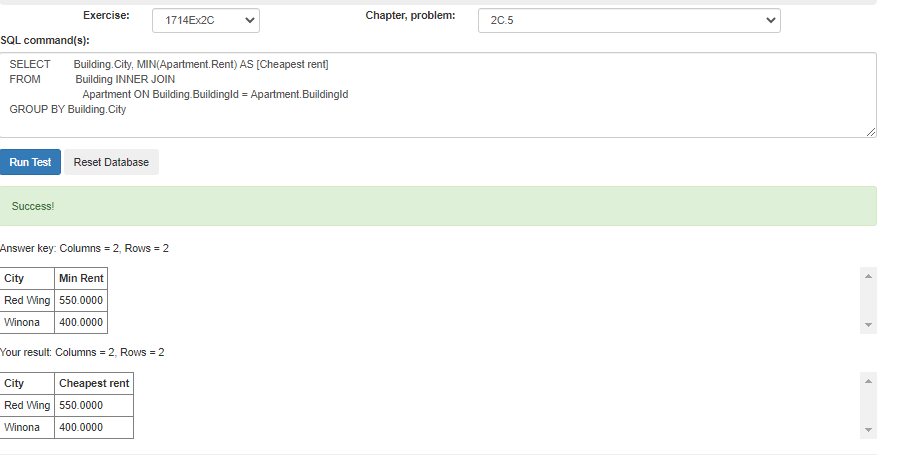 Exercise: 1714Ex2C Chapter, problem: 2C.5
SQL command(s):
SELECT Building.City, MIN(Apartment.Rent) AS [Cheapest rent]
FROM Building INNER JOIN
Apartment ON Building.BuildingId = Apartment.BuildingId
GROUP BY Building.City
Run Test Reset Database
Success!
Answer key: Columns = 2, Rows = 2
City Min Rent
Red Wing 550.0000
Winona 400.0000
Your result: Columns = 2, Rows = 2
City Cheapest rent
Red Wing 550.0000
Winona 400.0000